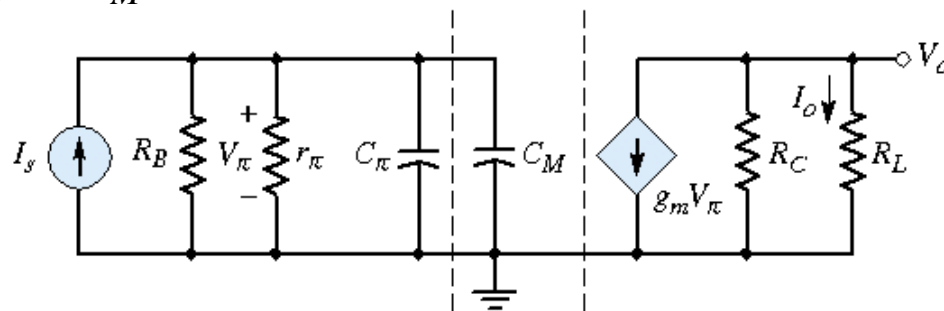 M
V_o
I_s
R_B
+
V_π
−
r_π
C_π
C_M
g_mV_π
R_C
I_o
R_L